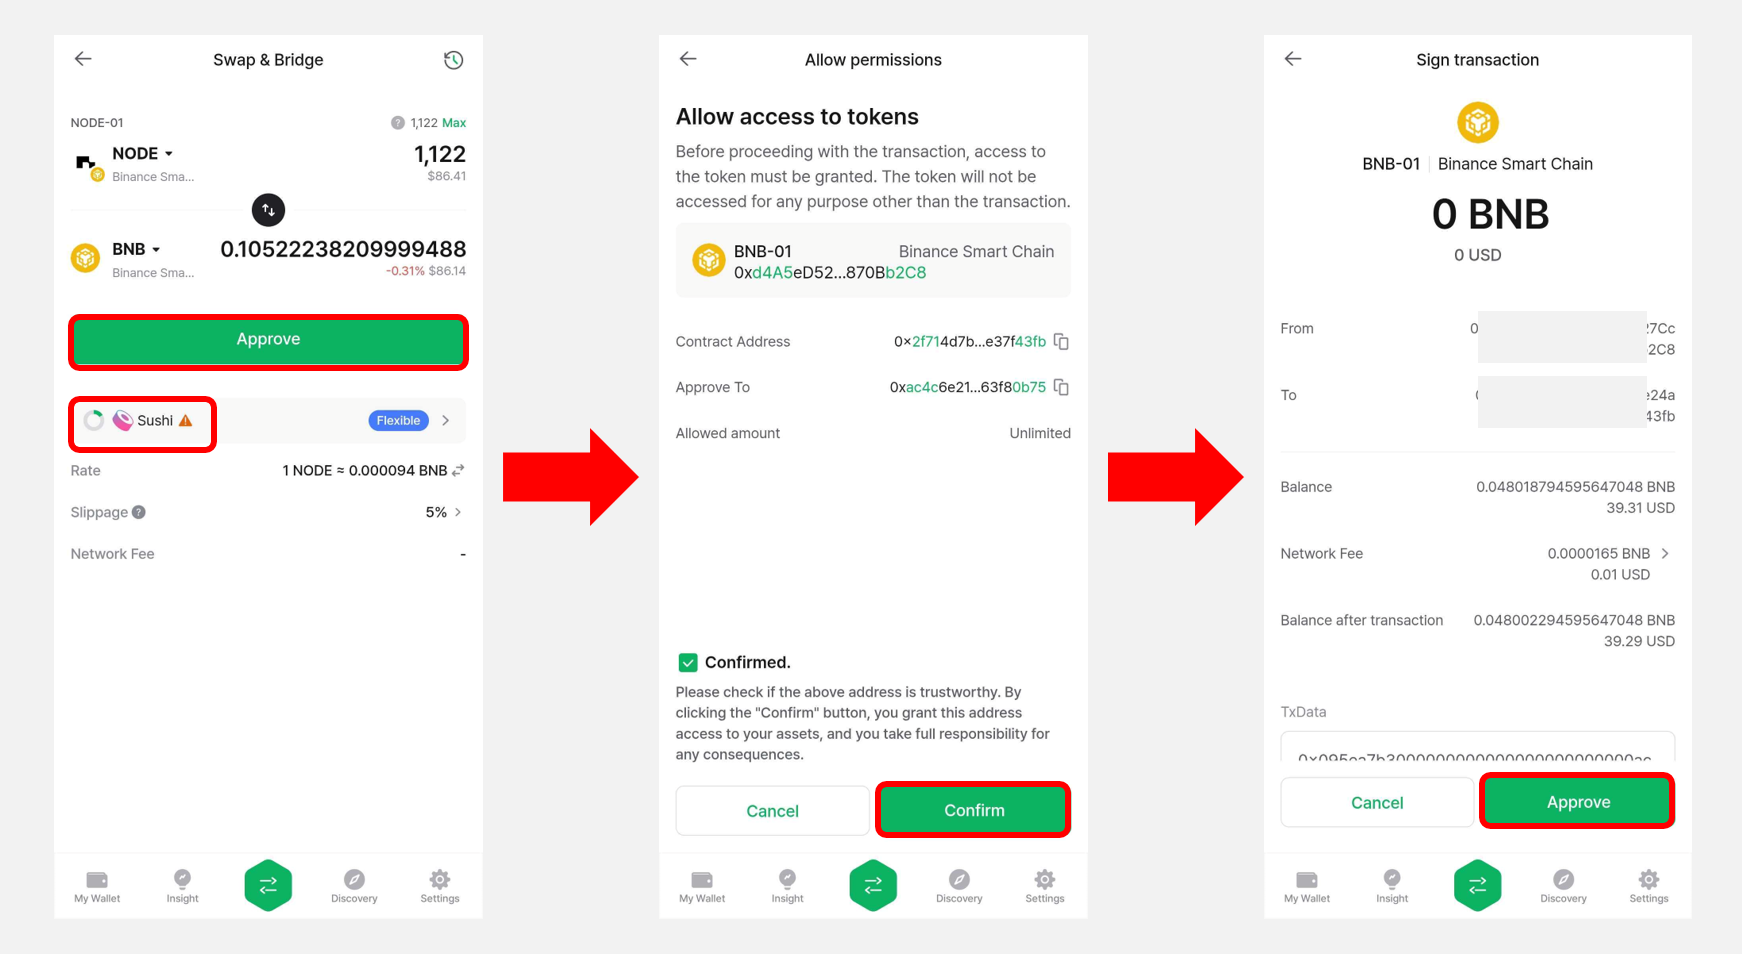 Swap & Bridge
NODE-01
1,122 Max
NODE
1,122
Binance Sma...
$86.41
BNB
0.10522238209999488
Binance Sma...
-0.31% $86.14
Approve
Sushi
Flexible
Rate
1 NODE ≈ 0.000094 BNB
Slippage
5%
Network Fee
-
My Wallet
Insight
Discovery
Settings
Allow permissions
Allow access to tokens
Before proceeding with the transaction, access to
the token must be granted. The token will not be
accessed for any purpose other than the transaction.
BNB-01
Binance Smart Chain
0xd4A5eD52...870Bb2C8
Contract Address
0×2f714d7b...e37f43fb
Approve To
0xac4c6e21...63f80b75
Allowed amount
Unlimited
Confirmed.
Please check if the above address is trustworthy. By
clicking the "Confirm" button, you grant this address
access to your assets, and you take full responsibility for
any consequences.
Cancel
Confirm
My Wallet
Insight
Discovery
Settings
Sign transaction
BNB-01 | Binance Smart Chain
0 BNB
0 USD
From
27Cc
2C8
To
e24a
43fb
Balance
0.048018794595647048 BNB
39.31 USD
Network Fee
0.0000165 BNB
0.01 USD
Balance after transaction
0.048002294595647048 BNB
39.29 USD
TxData
Cancel
Approve
My Wallet
Insight
Discovery
Settings